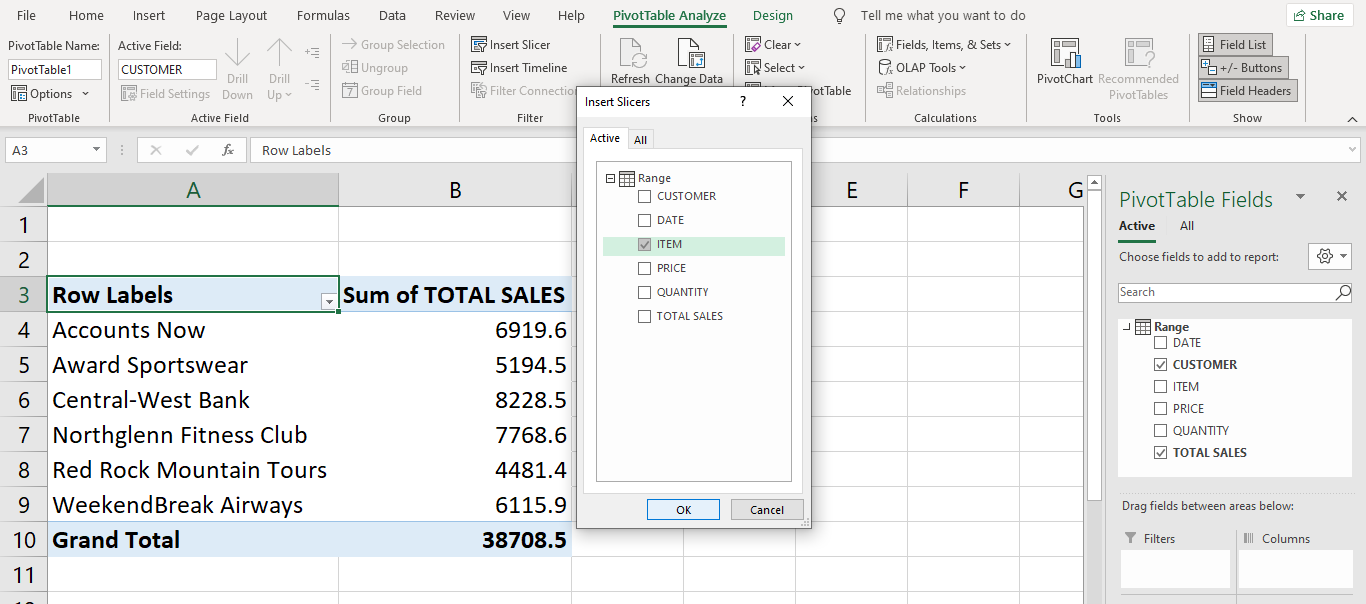 File Home Insert Page Layout Formulas Data Review View Help PivotTable Analyze Design Tell me what you want to do Share
PivotTable Name:
PivotTable1
Options
PivotTable
Active Field:
CUSTOMER
Field Settings
Drill Down
Drill Up
Active Field
Group Selection
Ungroup
Group Field
Group
Insert Slicer
Insert Timeline
Filter Connectio
Filter
Refresh Change Data
Clear
Select
votTable
Fields, Items, & Sets
OLAP Tools
Relationships
Calculations
PivotChart
Recommended
PivotTables
Tools
Field List
+/- Buttons
Field Headers
Show
A3 fx Row Labels
A B E F G
1
2
3 Row Labels Sum of TOTAL SALES
4 Accounts Now 6919.6
5 Award Sportswear 5194.5
6 Central-West Bank 8228.5
7 Northglenn Fitness Club 7768.6
8 Red Rock Mountain Tours 4481.4
9 WeekendBreak Airways 6115.9
10 Grand Total 38708.5
11
Insert Slicers ?
Active All
Range
CUSTOMER
DATE
ITEM
PRICE
QUANTITY
TOTAL SALES
OK Cancel
PivotTable Fields
Active All
Choose fields to add to report:
Search
Range
DATE
CUSTOMER
ITEM
PRICE
QUANTITY
TOTAL SALES
Drag fields between areas below:
Filters Columns